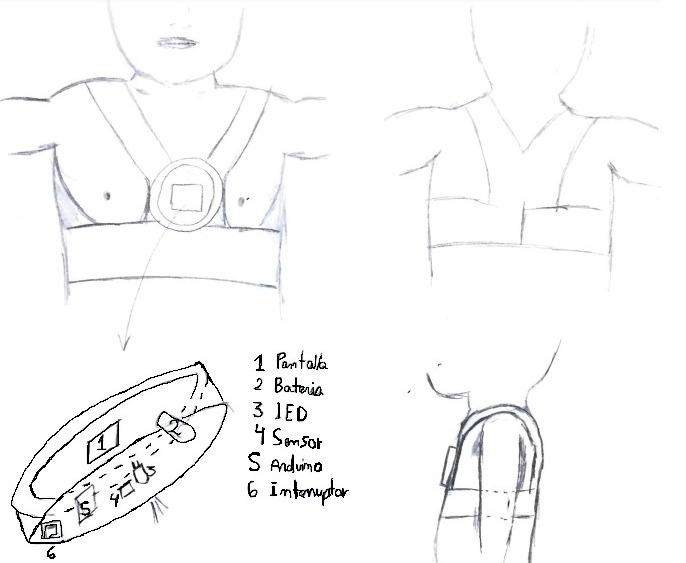 1 Pantalla
2 Bateria
3 LED
4 Sensor
5 Arduino
6 Interruptor
1
2
3
4
5
6